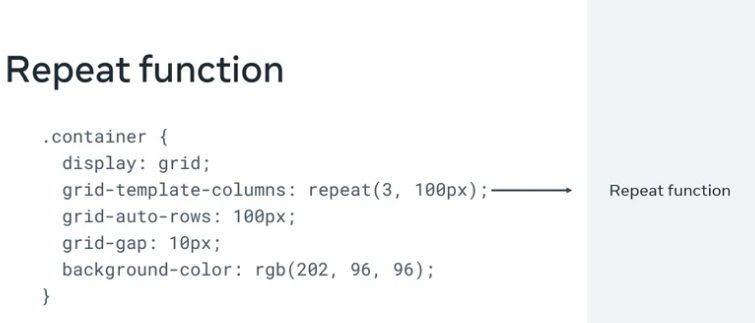 Repeat function
.container {
display: grid;
grid-template-columns: repeat(3, 100px);
Repeat function
grid-auto-rows: 100px;
grid-gap: 10px;
background-color: rgb(202, 96, 96);
}